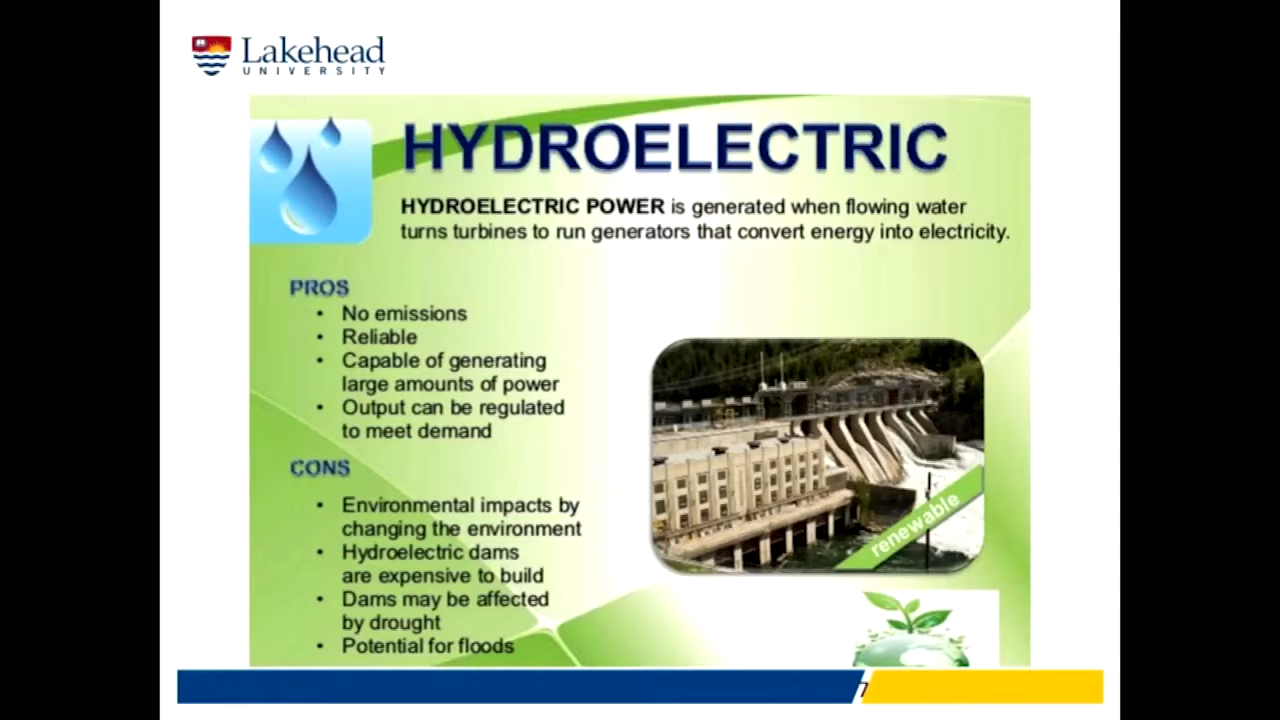 Lakehead
UNIVERSITY
HYDROELECTRIC
HYDROELECTRIC POWER is generated when flowing water
turns turbines to run generators that convert energy into electricity.
PROS
• No emissions
• Reliable
• Capable of generating
large amounts of power
• Output can be regulated
to meet demand
CONS
• Environmental impacts by
changing the environment
• Hydroelectric dams
are expensive to build
• Dams may be affected
by drought
• Potential for floods
renewable
7